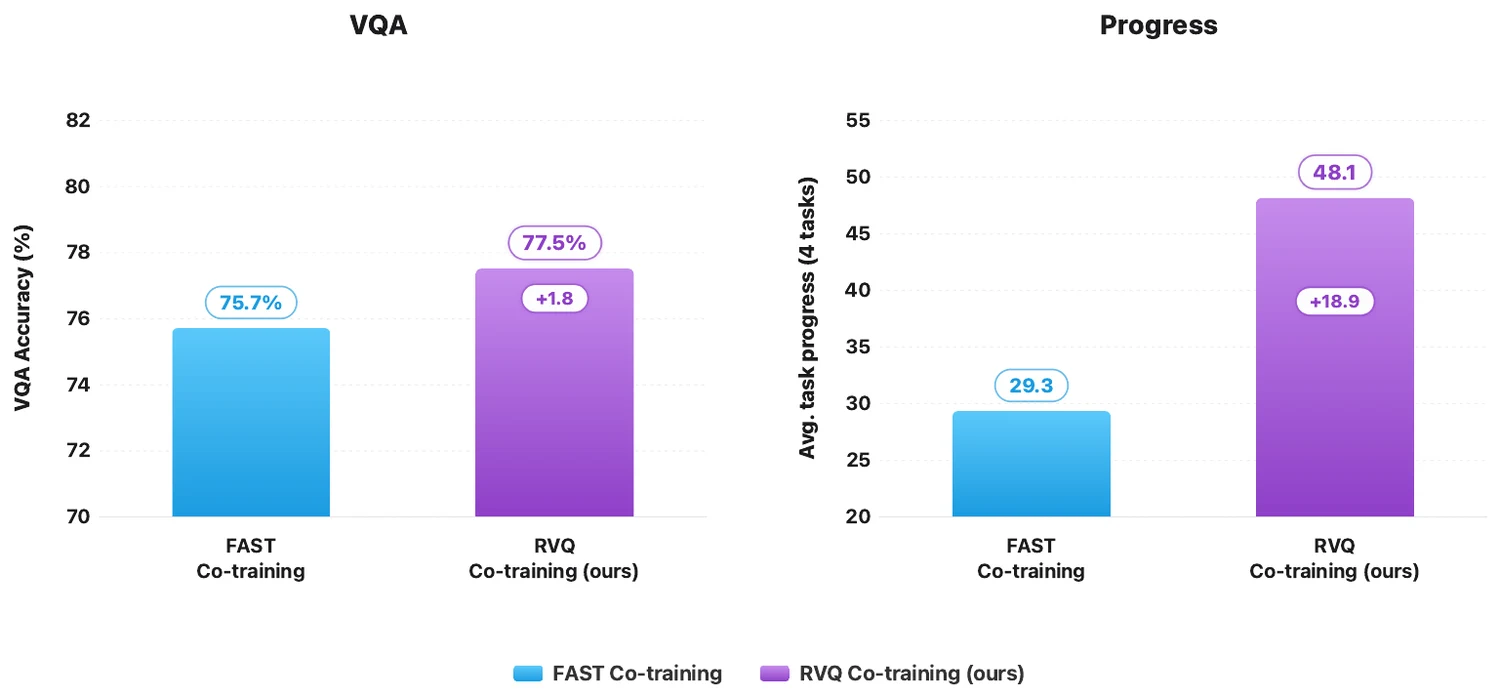 VQA
VQA Accuracy (%)
82
80
78
76
74
72
70
75.7%
77.5%
+1.8
FAST
Co-training
RVQ
Co-training (ours)
Progress
Avg. task progress (4 tasks)
55
50
45
40
35
30
25
20
29.3
48.1
+18.9
FAST
Co-training
RVQ
Co-training (ours)
FAST Co-training
RVQ Co-training (ours)